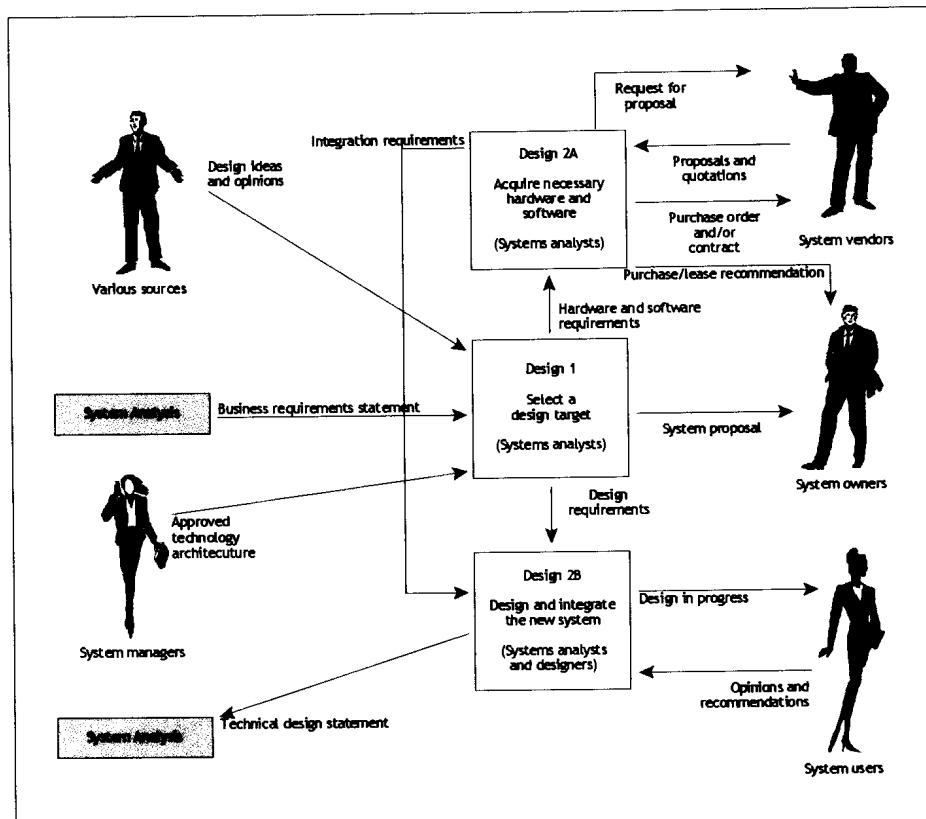 Request for
proposal
Integration requirements
Design 2A
Acquire necessary
hardware and
software
(Systems analysts)
Proposals and
quotations
Purchase order
and/or
contract
System vendors
Design ideas
and opinions
Various sources
Purchase/lease recommendation
Hardware and software
requirements
Design 1
Select a
design target
(Systems analysts)
System Analysis
Business requirements statement
System proposal
System owners
Approved
technology
architecuture
System managers
Design
requirements
Design 2B
Design and integrate
the new system
(Systems analysts
and designers)
Design in progress
Opinions and
recommendations
System users
System Analysis
Technical design statement